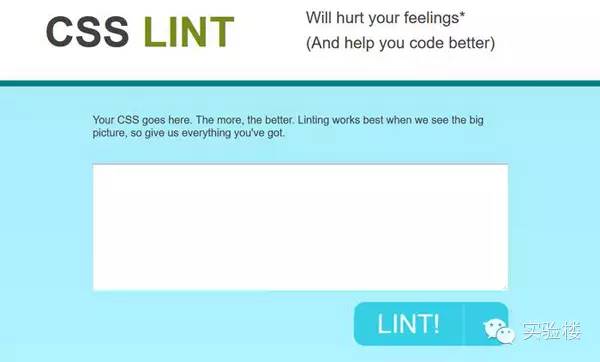 CSS LINT
Will hurt your feelings*
(And help you code better)
Your CSS goes here. The more, the better. Linting works best when we see the big
picture, so give us everything you've got.
LINT!
实验楼